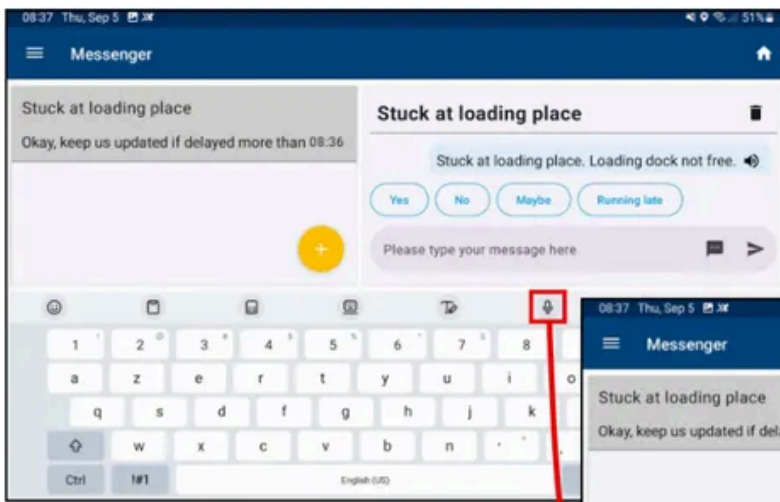 08:37 Thu, Sep 5
51%
Messenger
Stuck at loading place
Okay, keep us updated if delayed more than 08:36
+
Stuck at loading place
Stuck at loading place. Loading dock not free.
Yes No Maybe Running late
Please type your message here
1 2 3 4 5 6 7 8
a z e r t y u i o
q s d f g h j k
w x c v b n
Ctrl !#1 English (US)
08:37 Thu, Sep 5
Messenger
Stuck at loading place
Okay, keep us updated if del